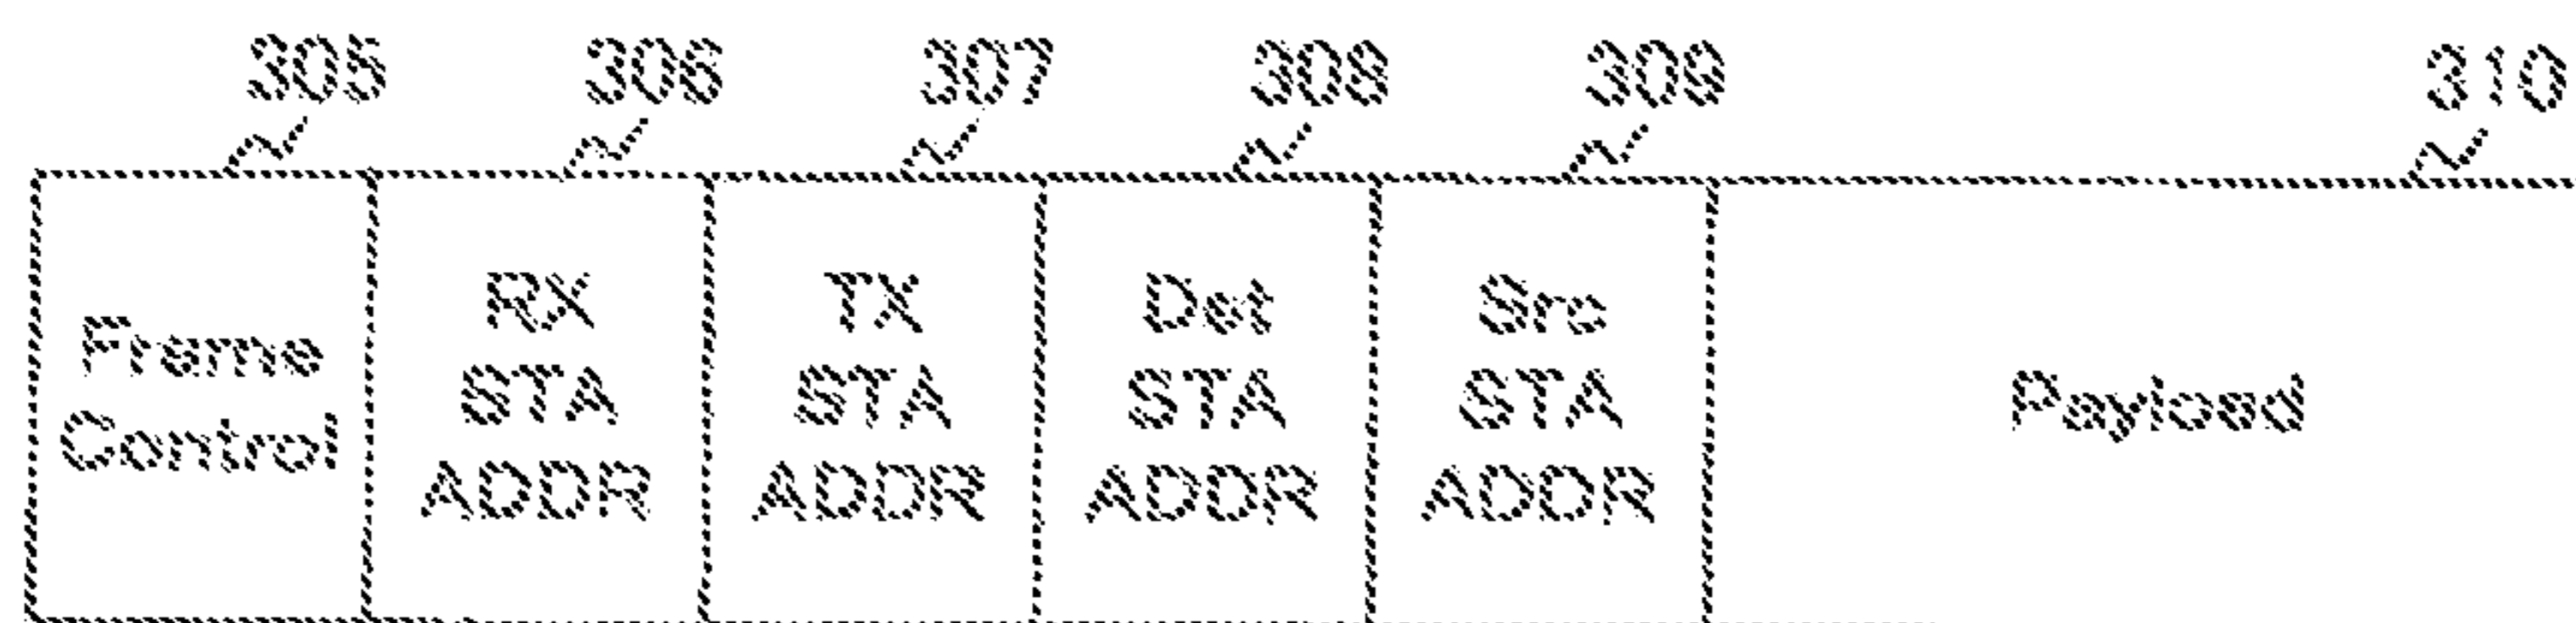 305 306 307 308 309 310
Frame
Control
RX
STA
ADDR
TX
STA
ADDR
Dst
STA
ADDR
Src
STA
ADDR
Payload